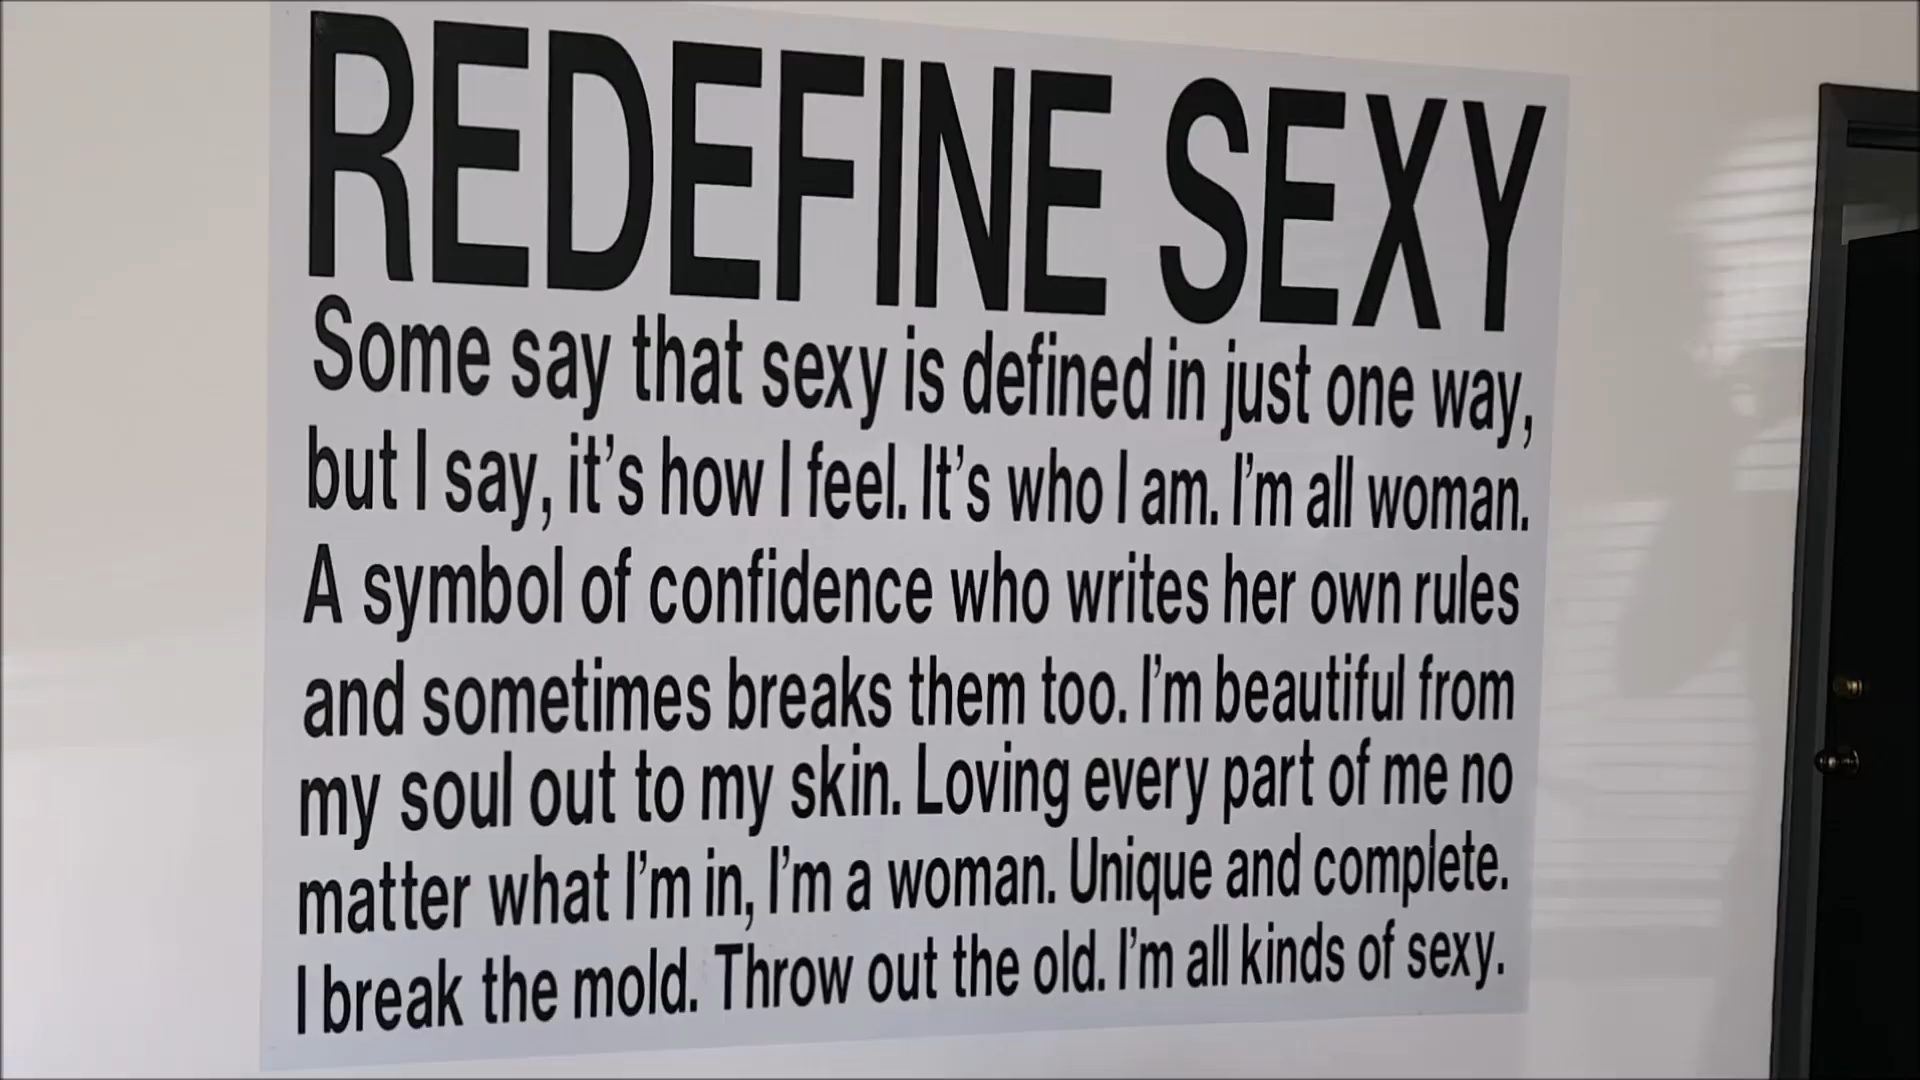 REDEFINE SEXY
Some say that sexy is defined in just one way,
but I say, it's how I feel. It's who I am. I'm all woman.
A symbol of confidence who writes her own rules
and sometimes breaks them too. I'm beautiful from
my soul out to my skin. Loving every part of me no
matter what I'm in, I'm a woman. Unique and complete.
I break the mold. Throw out the old. I'm all kinds of sexy.